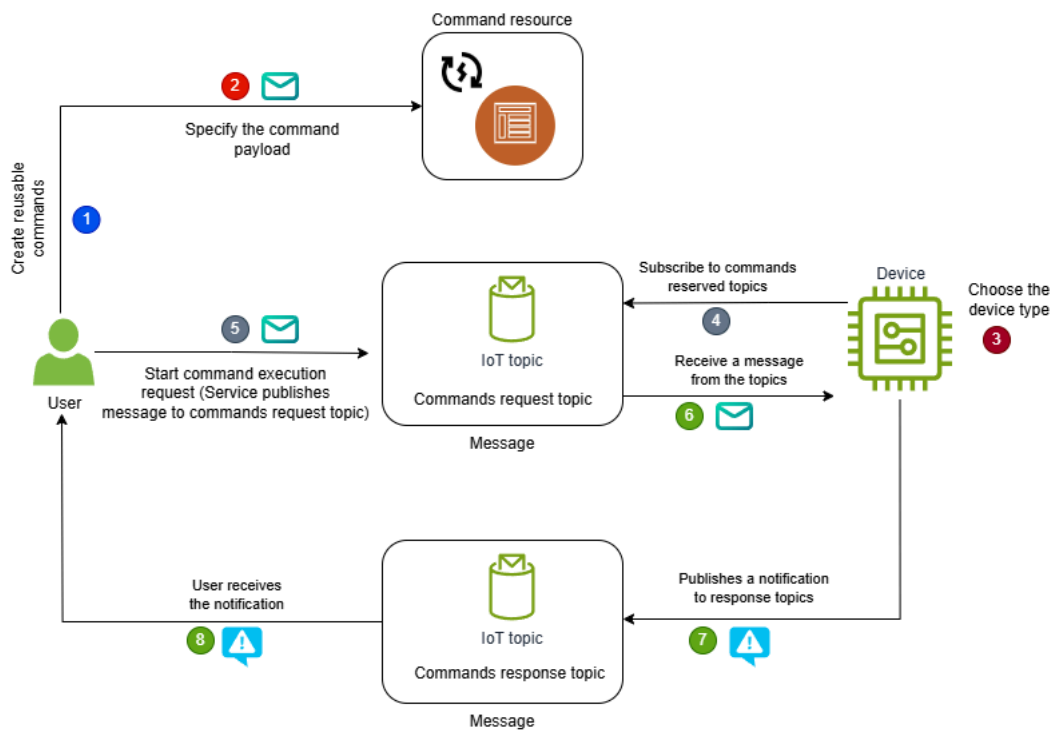 Command resource
2
Specify the command
payload
Create reusable
commands
1
Subscribe to commands
reserved topics
4
Device
Choose the
device type
3
5
Start command execution
request (Service publishes
message to commands request topic)
User
IoT topic
Commands request topic
Message
Receive a message
from the topics
6
User receives
the notification
8
IoT topic
Commands response topic
Message
Publishes a notification
to response topics
7